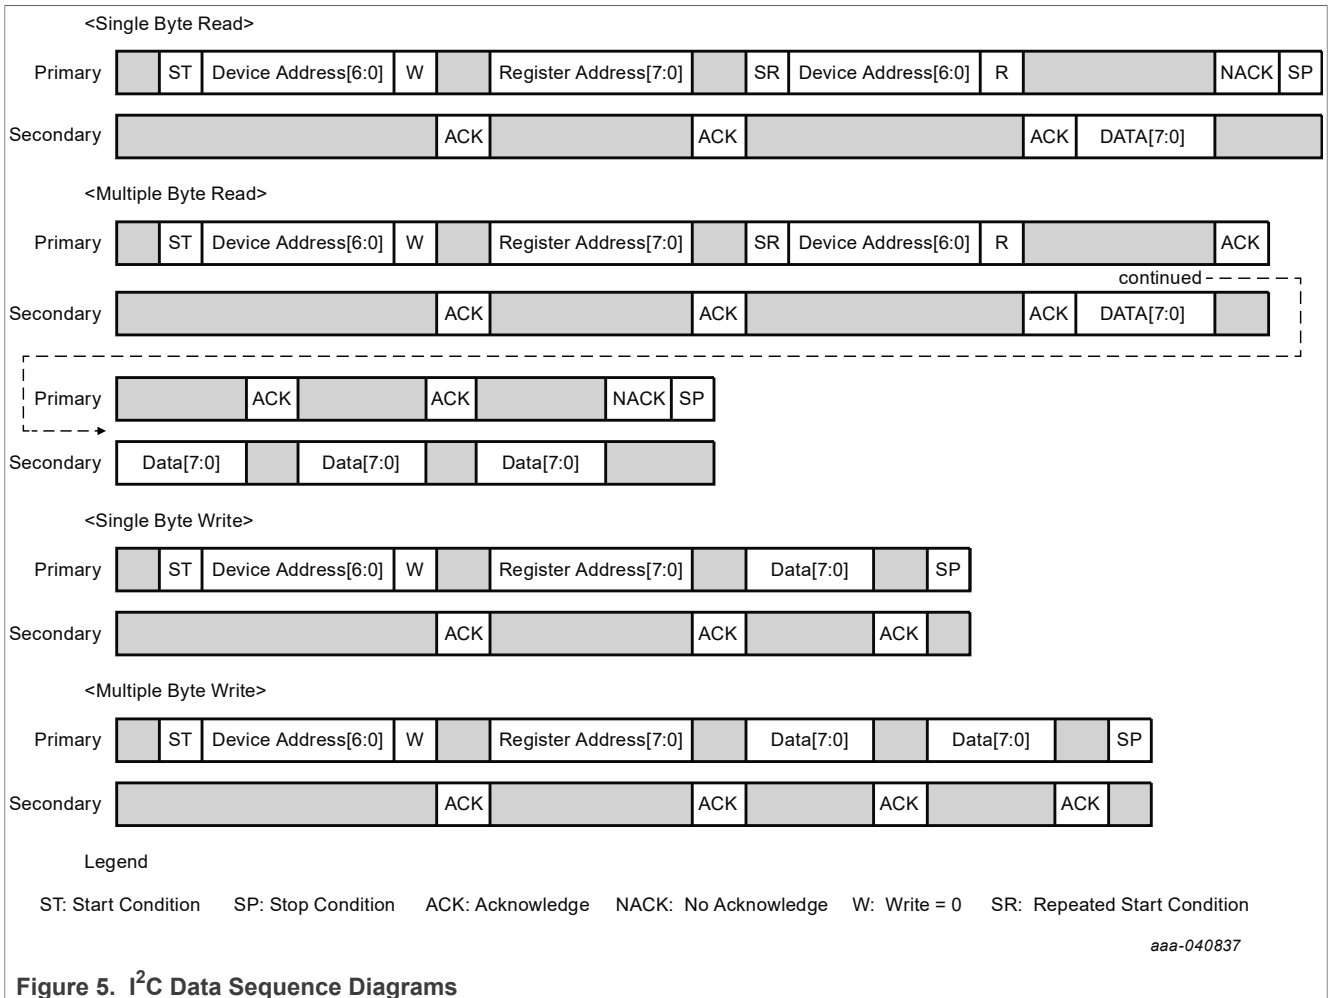 <Single Byte Read>
Primary ST Device Address[6:0] W Register Address[7:0] SR Device Address[6:0] R NACK SP
Secondary ACK ACK ACK DATA[7:0]
<Multiple Byte Read>
Primary ST Device Address[6:0] W Register Address[7:0] SR Device Address[6:0] R ACK
continued
Secondary ACK ACK ACK DATA[7:0]
Primary ACK ACK NACK SP
Secondary Data[7:0] Data[7:0] Data[7:0]
<Single Byte Write>
Primary ST Device Address[6:0] W Register Address[7:0] Data[7:0] SP
Secondary ACK ACK ACK
<Multiple Byte Write>
Primary ST Device Address[6:0] W Register Address[7:0] Data[7:0] Data[7:0] SP
Secondary ACK ACK ACK ACK
Legend
ST: Start Condition SP: Stop Condition ACK: Acknowledge NACK: No Acknowledge W: Write = 0 SR: Repeated Start Condition
aaa-040837
Figure 5. I²C Data Sequence Diagrams